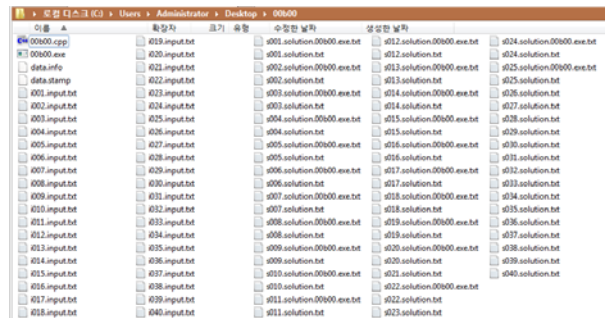 로컬 디스크 (C:) ▸ Users ▸ Administrator ▸ Desktop ▸ 00b00
이름 확장자 크기 유형 수정한 날짜 생성한 날짜
00b00.cpp
00b00.exe
data.info
data.stamp
i001.input.txt
i002.input.txt
i003.input.txt
i004.input.txt
i005.input.txt
i006.input.txt
i007.input.txt
i008.input.txt
i009.input.txt
i010.input.txt
i011.input.txt
i012.input.txt
i013.input.txt
i014.input.txt
i015.input.txt
i016.input.txt
i017.input.txt
i018.input.txt
i019.input.txt
i020.input.txt
i021.input.txt
i022.input.txt
i023.input.txt
i024.input.txt
i025.input.txt
i026.input.txt
i027.input.txt
i028.input.txt
i029.input.txt
i030.input.txt
i031.input.txt
i032.input.txt
i033.input.txt
i034.input.txt
i035.input.txt
i036.input.txt
i037.input.txt
i038.input.txt
i039.input.txt
i040.input.txt
s001.solution.00b00.exe.txt
s001.solution.txt
s002.solution.00b00.exe.txt
s002.solution.txt
s003.solution.00b00.exe.txt
s003.solution.txt
s004.solution.00b00.exe.txt
s004.solution.txt
s005.solution.00b00.exe.txt
s005.solution.txt
s006.solution.00b00.exe.txt
s006.solution.txt
s007.solution.00b00.exe.txt
s007.solution.txt
s008.solution.00b00.exe.txt
s008.solution.txt
s009.solution.00b00.exe.txt
s009.solution.txt
s010.solution.00b00.exe.txt
s010.solution.txt
s011.solution.00b00.exe.txt
s011.solution.txt
s012.solution.00b00.exe.txt
s012.solution.txt
s013.solution.00b00.exe.txt
s013.solution.txt
s014.solution.00b00.exe.txt
s014.solution.txt
s015.solution.00b00.exe.txt
s015.solution.txt
s016.solution.00b00.exe.txt
s016.solution.txt
s017.solution.00b00.exe.txt
s017.solution.txt
s018.solution.00b00.exe.txt
s018.solution.txt
s019.solution.00b00.exe.txt
s019.solution.txt
s020.solution.00b00.exe.txt
s020.solution.txt
s021.solution.txt
s022.solution.00b00.exe.txt
s022.solution.txt
s023.solution.txt
s024.solution.00b00.exe.txt
s024.solution.txt
s025.solution.00b00.exe.txt
s025.solution.txt
s026.solution.txt
s027.solution.txt
s028.solution.txt
s029.solution.txt
s030.solution.txt
s031.solution.txt
s032.solution.txt
s033.solution.txt
s034.solution.txt
s035.solution.txt
s036.solution.txt
s037.solution.txt
s038.solution.txt
s039.solution.txt
s040.solution.txt